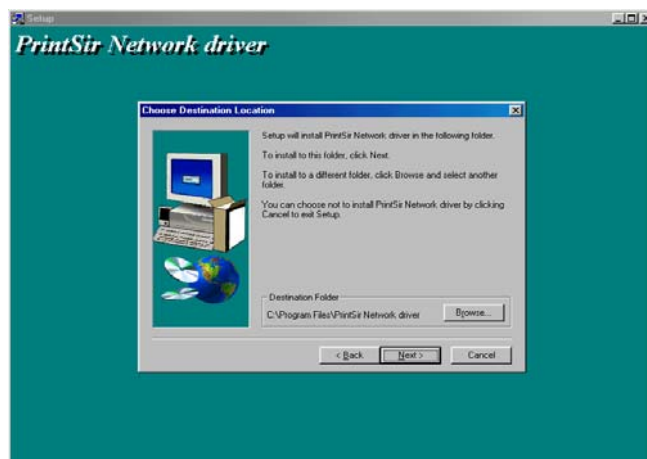 Setup
PrintSir Network driver
Choose Destination Location
Setup will install PrintSir Network driver in the following folder.
To install to this folder, click Next.
To install to a different folder, click Browse and select another
folder.
You can choose not to install PrintSir Network driver by clicking
Cancel to exit Setup.
Destination Folder
C:\Program Files\PrintSir Network driver
Browse...
< Back
Next >
Cancel